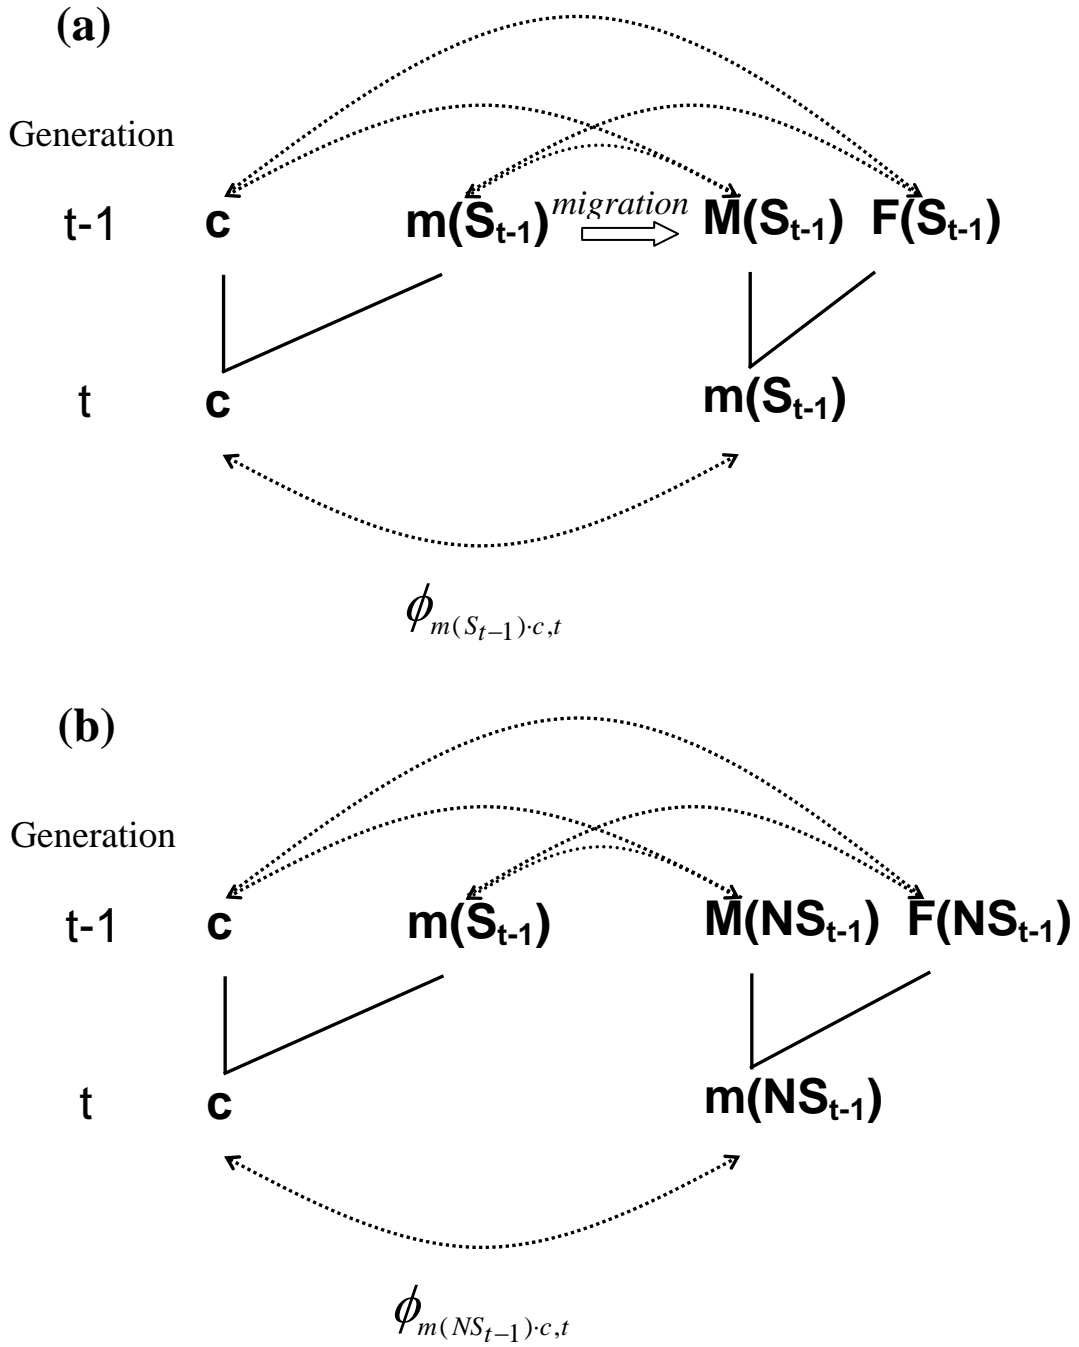 (a)
Generation
t-1 c m(S_{t-1}) migration M(S_{t-1}) F(S_{t-1})
t c m(S_{t-1})
ϕ_{m(S_{t-1})·c,t}
(b)
Generation
t-1 c m(S_{t-1}) M(NS_{t-1}) F(NS_{t-1})
t c m(NS_{t-1})
ϕ_{m(NS_{t-1})·c,t}